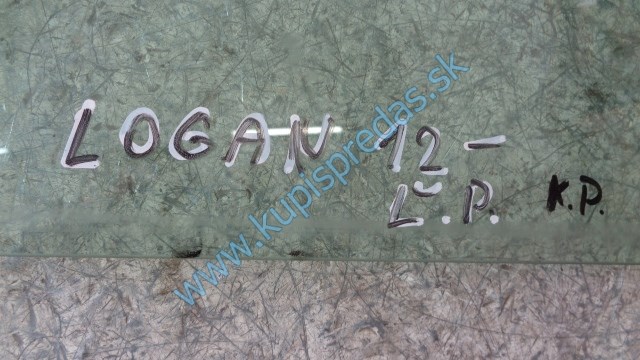 LOGAN 12-
Ľ.P. K.P.
www.kupispredas.sk